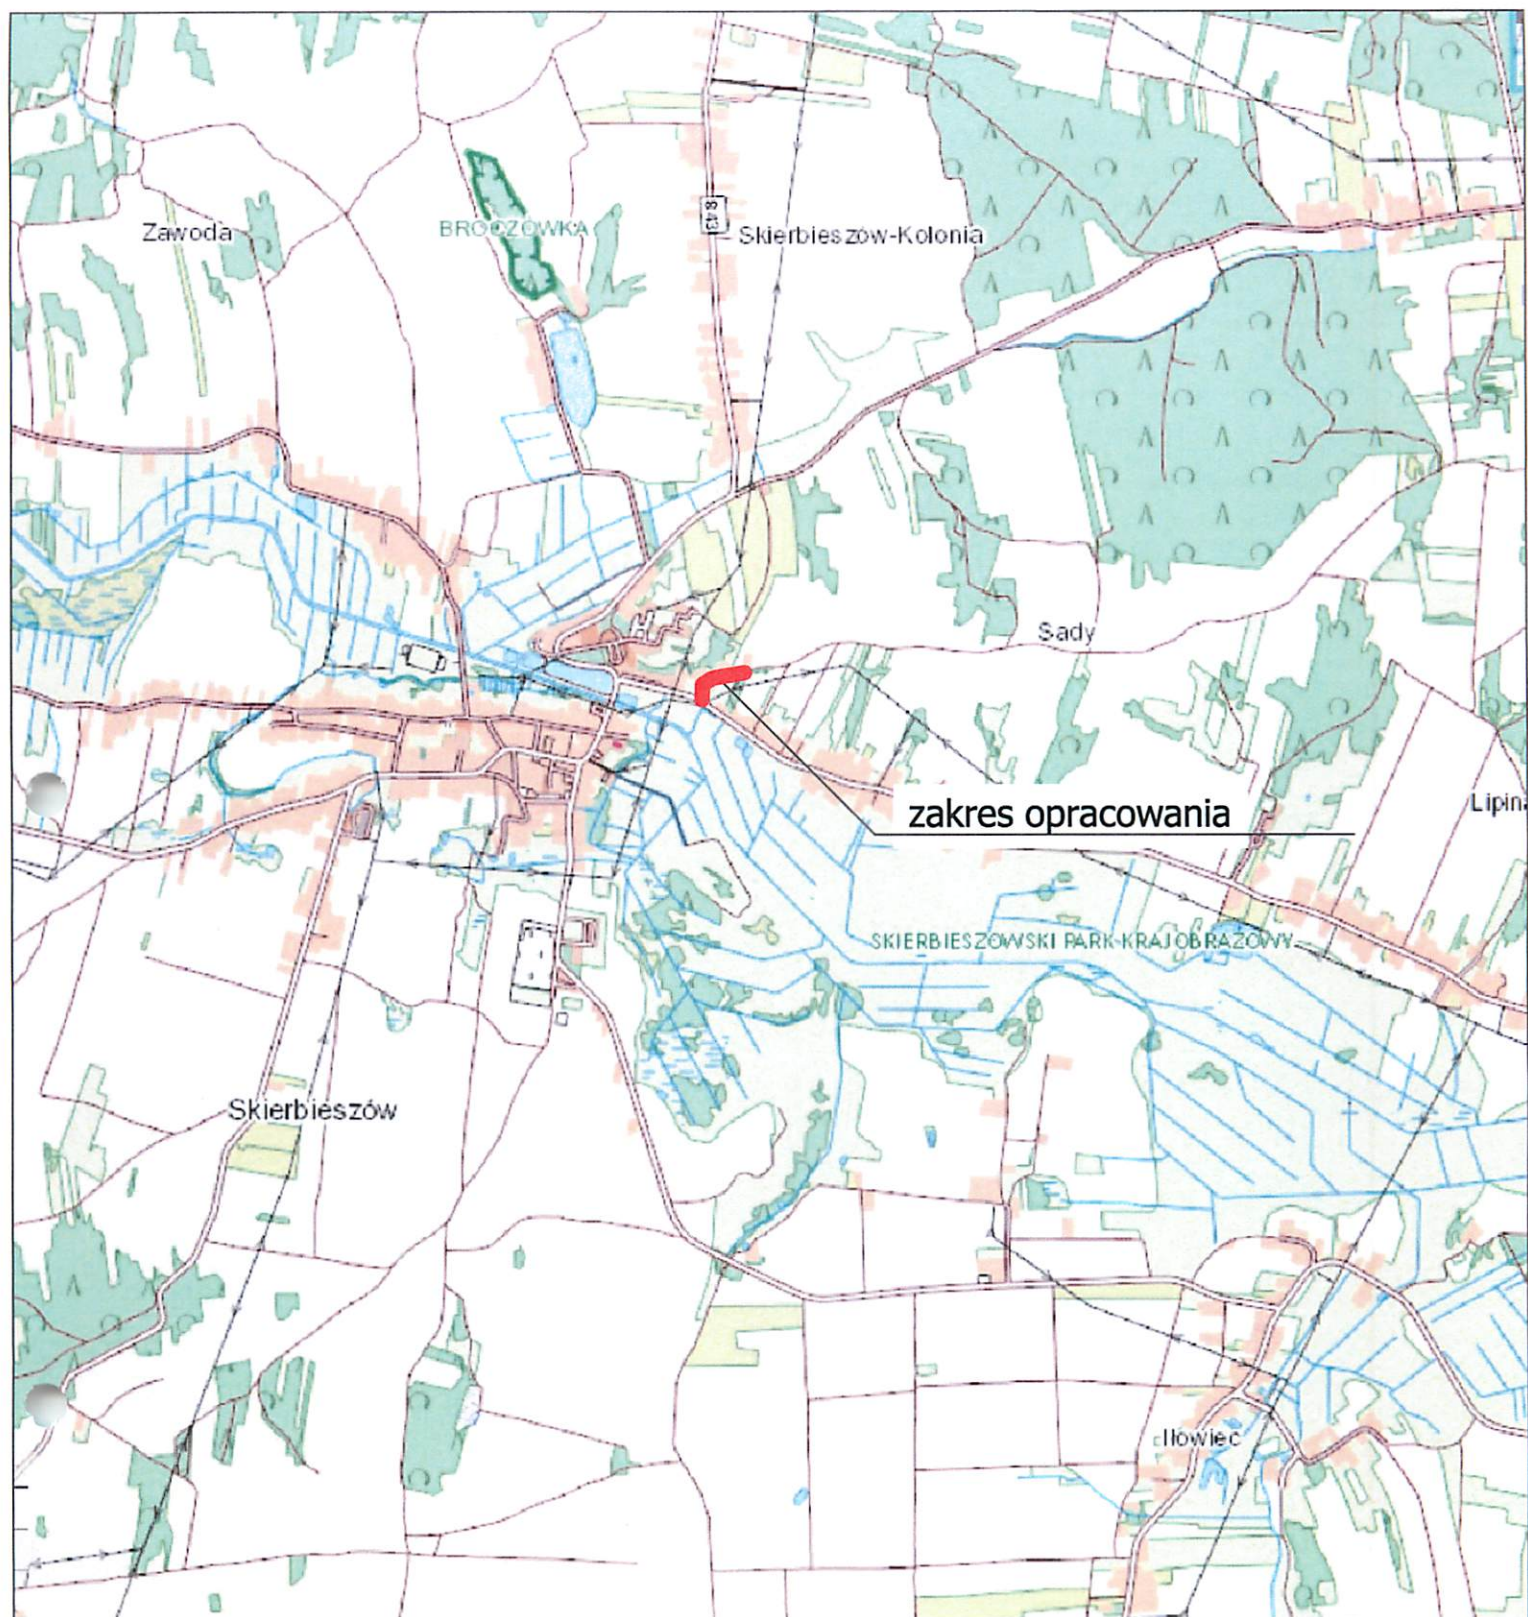 Zawoda
BROCZÓWKA
843
Skierbieszów-Kolonia
Sady
zakres opracowania
Lipina
SKIERBIESZOWSKI PARK KRAJOBRAZOWY
Skierbieszów
Iłowiec